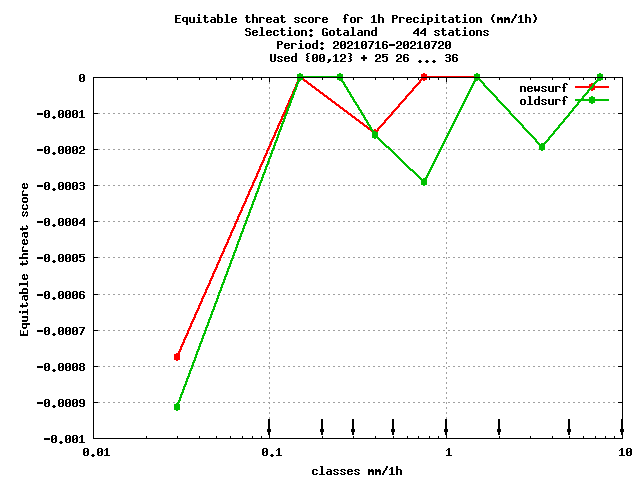 Equitable threat score  for 1h Precipitation (mm/1h)
Selection: Gotaland     44 stations
Period: 20210716-20210720
Used {00,12} + 25 26 ... 36
newsurf
oldsurf
0
-0.0001
-0.0002
-0.0003
-0.0004
-0.0005
-0.0006
-0.0007
-0.0008
-0.0009
-0.001
Equitable threat score
0.01 0.1 1 10
classes mm/1h